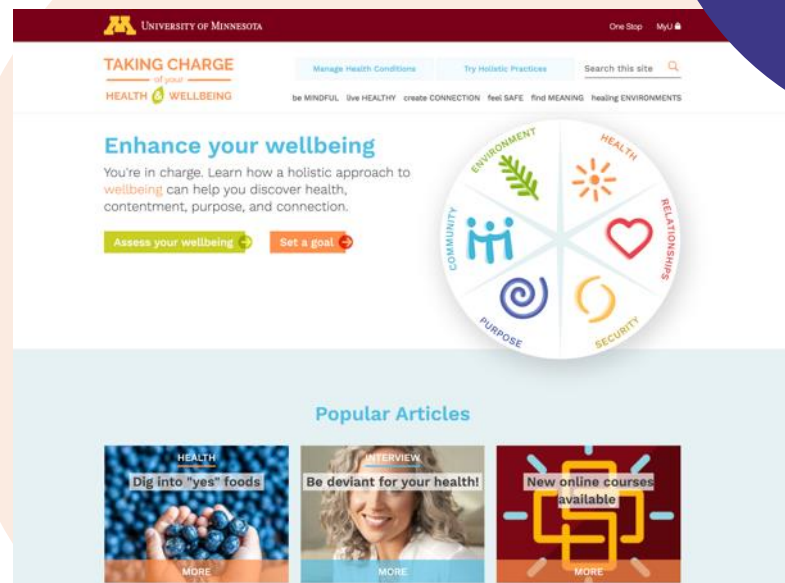 UNIVERSITY OF MINNESOTA
One Stop MyU
TAKING CHARGE
of your
HEALTH & WELLBEING
Manage Health Conditions
Try Holistic Practices
Search this site
be MINDFUL live HEALTHY create CONNECTION feel SAFE find MEANING healing ENVIRONMENTS
Enhance your wellbeing
You're in charge. Learn how a holistic approach to
wellbeing can help you discover health,
contentment, purpose, and connection.
Assess your wellbeing
Set a goal
ENVIRONMENT
HEALTH
RELATIONSHIPS
SECURITY
PURPOSE
COMMUNITY
Popular Articles
HEALTH
Dig into "yes" foods
MORE
INTERVIEW
Be deviant for your health!
MORE
New online courses
available
MORE